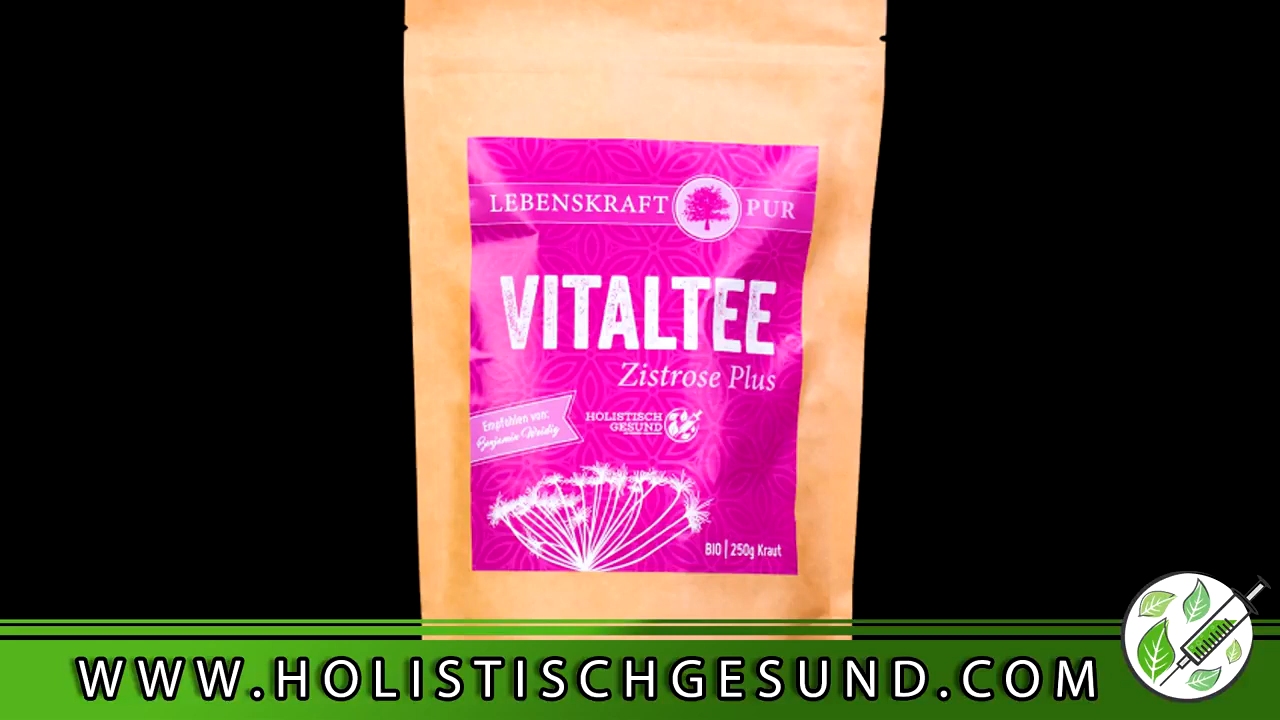 LEBENSKRAFT PUR
VITALTEE
Zistrose Plus
Empfohlen von:
Benjamin Weidig
HOLISTISCH
GESUND
BIO | 250g Kraut
WWW.HOLISTISCHGESUND.COM